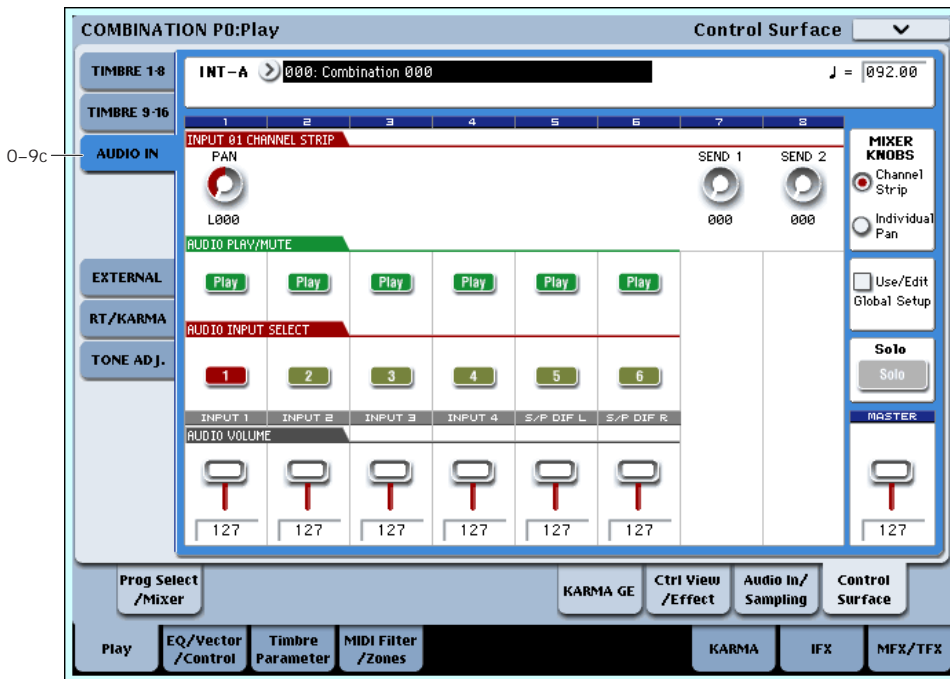 COMBINATION P0:Play
Control Surface
TIMBRE 1-8
INT-A 000: Combination 000
♩ = 092.00
TIMBRE 9-16
1 2 3 4 5 6 7 8
0–9c
AUDIO IN
INPUT 01 CHANNEL STRIP
PAN
SEND 1
SEND 2
L000
000
000
MIXER
KNOBS
Channel
Strip
Individual
Pan
AUDIO PLAY/MUTE
EXTERNAL
Play Play Play Play Play Play
Use/Edit
Global Setup
RT/KARMA
AUDIO INPUT SELECT
TONE ADJ.
1 2 3 4 5 6
Solo
Solo
INPUT 1 INPUT 2 INPUT 3 INPUT 4 S/P DIF L S/P DIF R
MASTER
AUDIO VOLUME
127 127 127 127 127 127
127
Prog Select
/Mixer
KARMA GE
Ctrl View
/Effect
Audio In/
Sampling
Control
Surface
Play
EQ/Vector
/Control
Timbre
Parameter
MIDI Filter
/Zones
KARMA
IFX
MFX/TFX